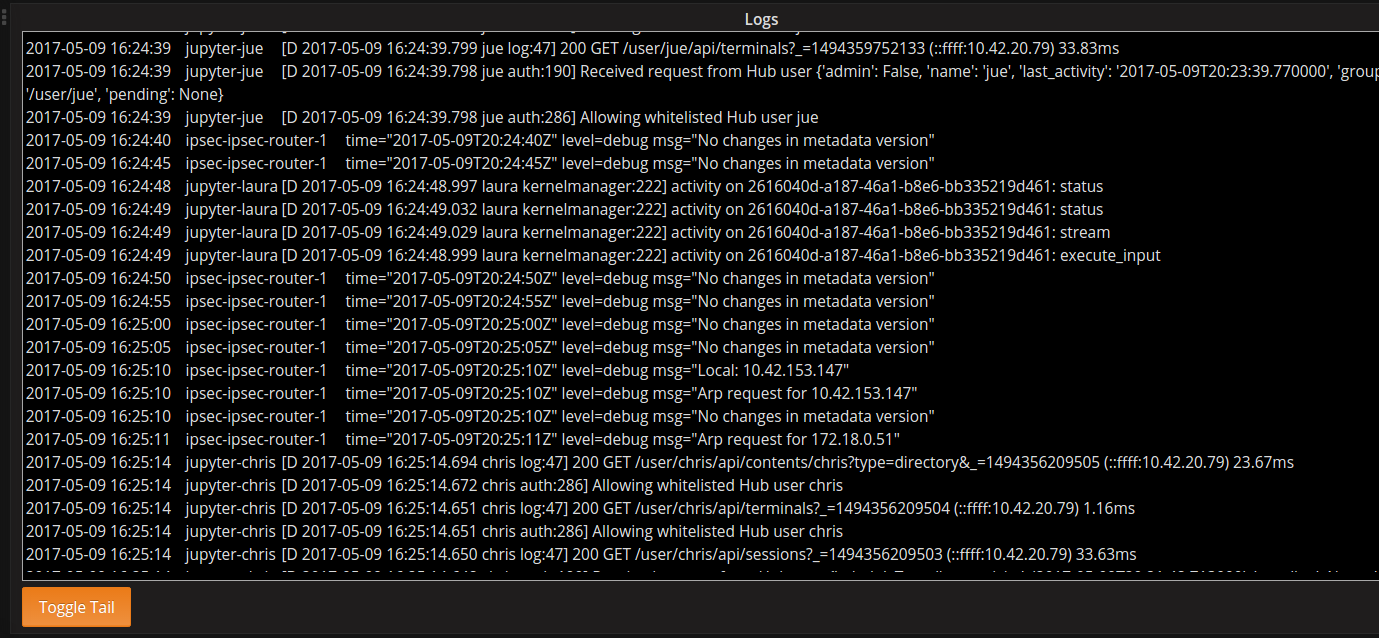 Logs
2017-05-09 16:24:39 jupyter-jue [D 2017-05-09 16:24:39.799 jue log:47] 200 GET /user/jue/api/terminals?_=1494359752133 (::ffff:10.42.20.79) 33.83ms
2017-05-09 16:24:39 jupyter-jue [D 2017-05-09 16:24:39.798 jue auth:190] Received request from Hub user {'admin': False, 'name': 'jue', 'last_activity': '2017-05-09T20:23:39.770000', 'group
'/user/jue', 'pending': None}
2017-05-09 16:24:39 jupyter-jue [D 2017-05-09 16:24:39.798 jue auth:286] Allowing whitelisted Hub user jue
2017-05-09 16:24:40 ipsec-ipsec-router-1 time="2017-05-09T20:24:40Z" level=debug msg="No changes in metadata version"
2017-05-09 16:24:45 ipsec-ipsec-router-1 time="2017-05-09T20:24:45Z" level=debug msg="No changes in metadata version"
2017-05-09 16:24:48 jupyter-laura [D 2017-05-09 16:24:48.997 laura kernelmanager:222] activity on 2616040d-a187-46a1-b8e6-bb335219d461: status
2017-05-09 16:24:49 jupyter-laura [D 2017-05-09 16:24:49.032 laura kernelmanager:222] activity on 2616040d-a187-46a1-b8e6-bb335219d461: status
2017-05-09 16:24:49 jupyter-laura [D 2017-05-09 16:24:49.029 laura kernelmanager:222] activity on 2616040d-a187-46a1-b8e6-bb335219d461: stream
2017-05-09 16:24:49 jupyter-laura [D 2017-05-09 16:24:48.999 laura kernelmanager:222] activity on 2616040d-a187-46a1-b8e6-bb335219d461: execute_input
2017-05-09 16:24:50 ipsec-ipsec-router-1 time="2017-05-09T20:24:50Z" level=debug msg="No changes in metadata version"
2017-05-09 16:24:55 ipsec-ipsec-router-1 time="2017-05-09T20:24:55Z" level=debug msg="No changes in metadata version"
2017-05-09 16:25:00 ipsec-ipsec-router-1 time="2017-05-09T20:25:00Z" level=debug msg="No changes in metadata version"
2017-05-09 16:25:05 ipsec-ipsec-router-1 time="2017-05-09T20:25:05Z" level=debug msg="No changes in metadata version"
2017-05-09 16:25:10 ipsec-ipsec-router-1 time="2017-05-09T20:25:10Z" level=debug msg="Local: 10.42.153.147"
2017-05-09 16:25:10 ipsec-ipsec-router-1 time="2017-05-09T20:25:10Z" level=debug msg="Arp request for 10.42.153.147"
2017-05-09 16:25:10 ipsec-ipsec-router-1 time="2017-05-09T20:25:10Z" level=debug msg="No changes in metadata version"
2017-05-09 16:25:11 ipsec-ipsec-router-1 time="2017-05-09T20:25:11Z" level=debug msg="Arp request for 172.18.0.51"
2017-05-09 16:25:14 jupyter-chris [D 2017-05-09 16:25:14.694 chris log:47] 200 GET /user/chris/api/contents/chris?type=directory&_=1494356209505 (::ffff:10.42.20.79) 23.67ms
2017-05-09 16:25:14 jupyter-chris [D 2017-05-09 16:25:14.672 chris auth:286] Allowing whitelisted Hub user chris
2017-05-09 16:25:14 jupyter-chris [D 2017-05-09 16:25:14.651 chris log:47] 200 GET /user/chris/api/terminals?_=1494356209504 (::ffff:10.42.20.79) 1.16ms
2017-05-09 16:25:14 jupyter-chris [D 2017-05-09 16:25:14.651 chris auth:286] Allowing whitelisted Hub user chris
2017-05-09 16:25:14 jupyter-chris [D 2017-05-09 16:25:14.650 chris log:47] 200 GET /user/chris/api/sessions?_=1494356209503 (::ffff:10.42.20.79) 33.63ms
Toggle Tail